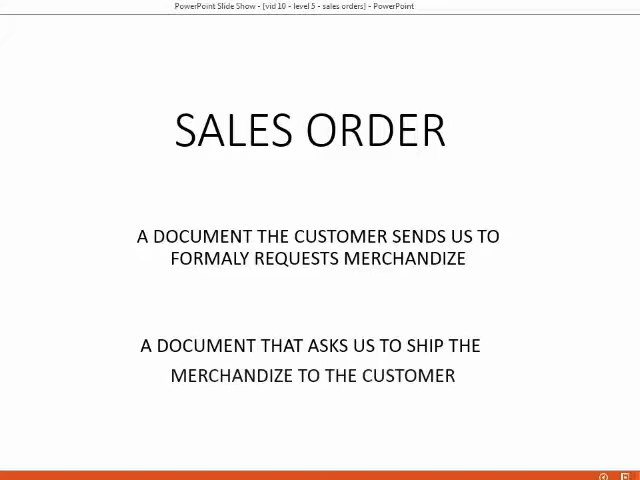 PowerPoint Slide Show - [vid 10 - level 5 - sales orders] - PowerPoint
SALES ORDER
A DOCUMENT THE CUSTOMER SENDS US TO
FORMALY REQUESTS MERCHANDIZE
A DOCUMENT THAT ASKS US TO SHIP THE
MERCHANDIZE TO THE CUSTOMER